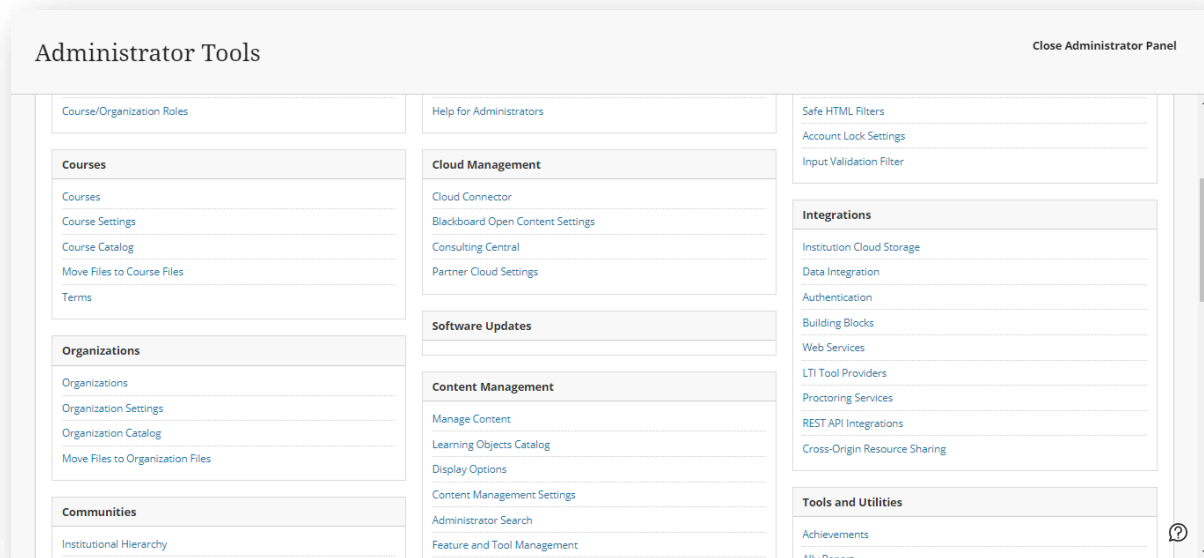 Administrator Tools
Close Administrator Panel
Course/Organization Roles
Courses
Courses
Course Settings
Course Catalog
Move Files to Course Files
Terms
Organizations
Organizations
Organization Settings
Organization Catalog
Move Files to Organization Files
Communities
Institutional Hierarchy
Help for Administrators
Cloud Management
Cloud Connector
Blackboard Open Content Settings
Consulting Central
Partner Cloud Settings
Software Updates
Content Management
Manage Content
Learning Objects Catalog
Display Options
Content Management Settings
Administrator Search
Feature and Tool Management
Safe HTML Filters
Account Lock Settings
Input Validation Filter
Integrations
Institution Cloud Storage
Data Integration
Authentication
Building Blocks
Web Services
LTI Tool Providers
Proctoring Services
REST API Integrations
Cross-Origin Resource Sharing
Tools and Utilities
Achievements